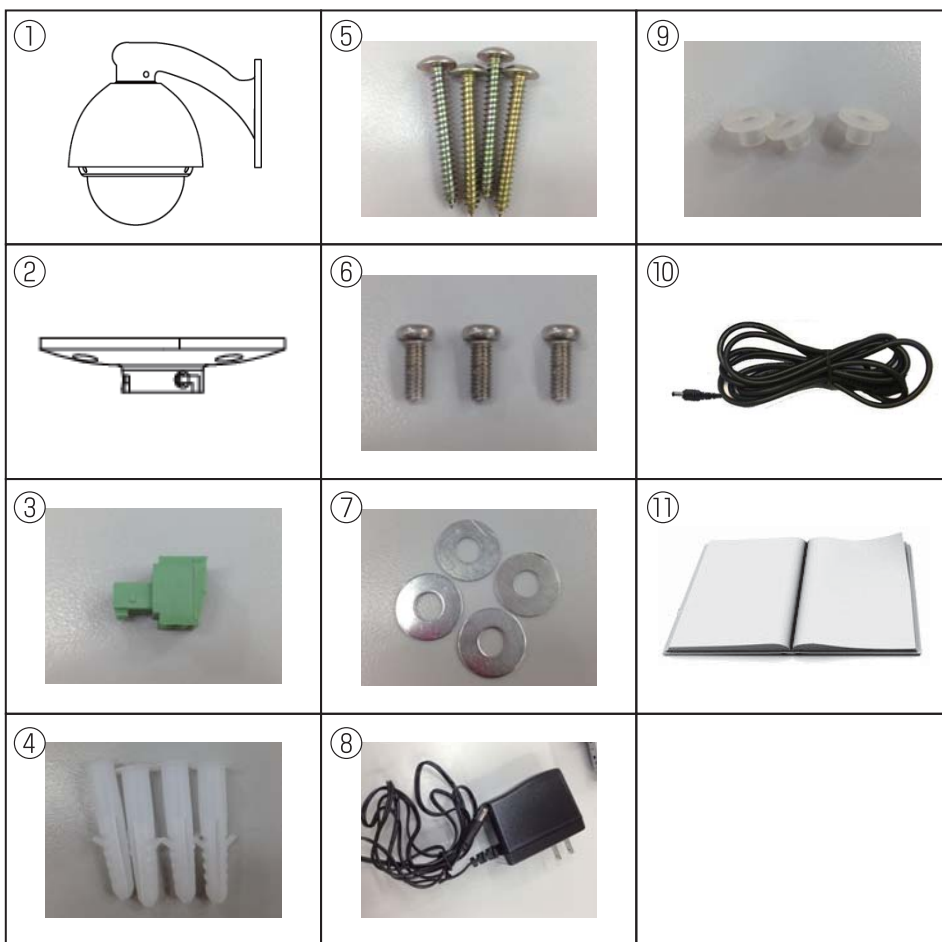 ① ⑤ ⑨
② ⑥ ⑩
③ ⑦ ⑪
④ ⑧